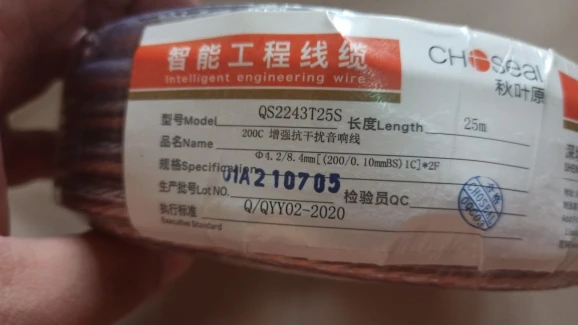 智能工程线缆
Intelligent engineering wire
CHOSeal
秋叶原
型号Model QS2243T25S 长度Length 25m
品名Name 200C 增强抗干扰音响线
规格Specification Φ4.2/8.4mm[(200/0.10mmBS)1C]*2F
生产批号Lot NO. 01A210705 检验员QC
执行标准 Q/QYY02-2020
Executive Standard